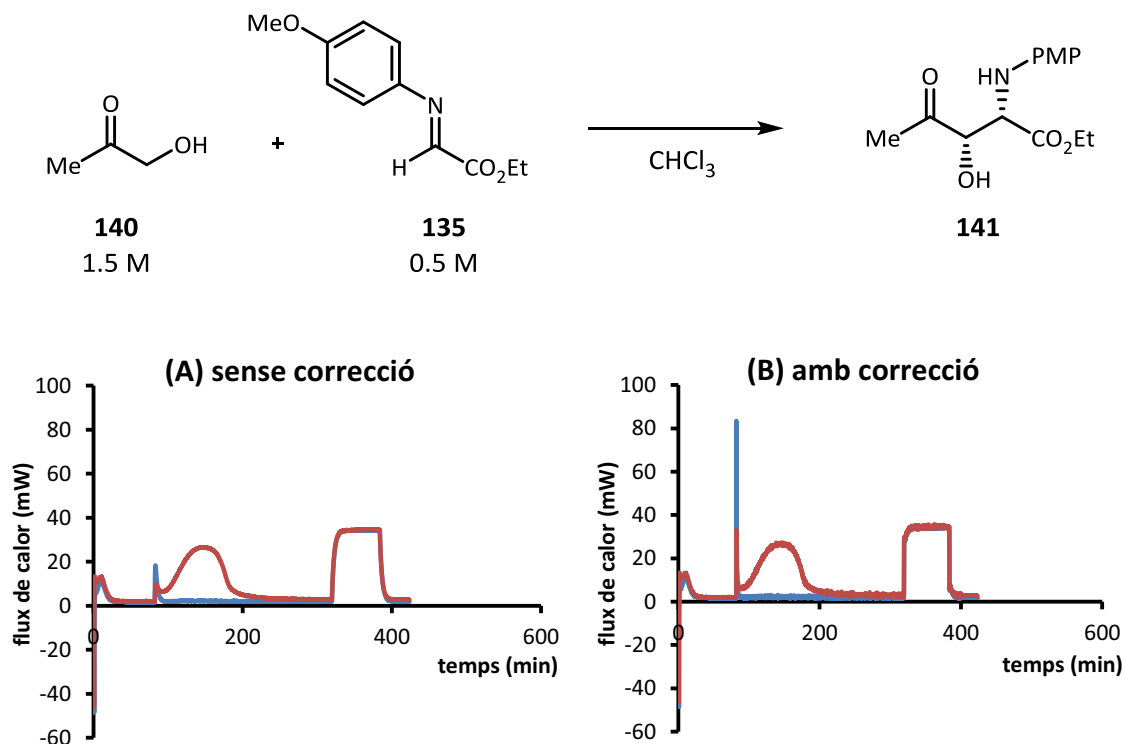 MeO
O
OH
Me
+
N
H
CO2Et
CHCl3
O
HN
PMP
Me
CO2Et
OH
140
135
141
1.5 M
0.5 M
(A) sense correcció
100
80
60
40
20
0
-20
-40
-60
0
200
400
600
flux de calor (mW)
temps (min)
(B) amb correcció
100
80
60
40
20
0
-20
-40
-60
0
200
400
600
flux de calor (mW)
temps (min)